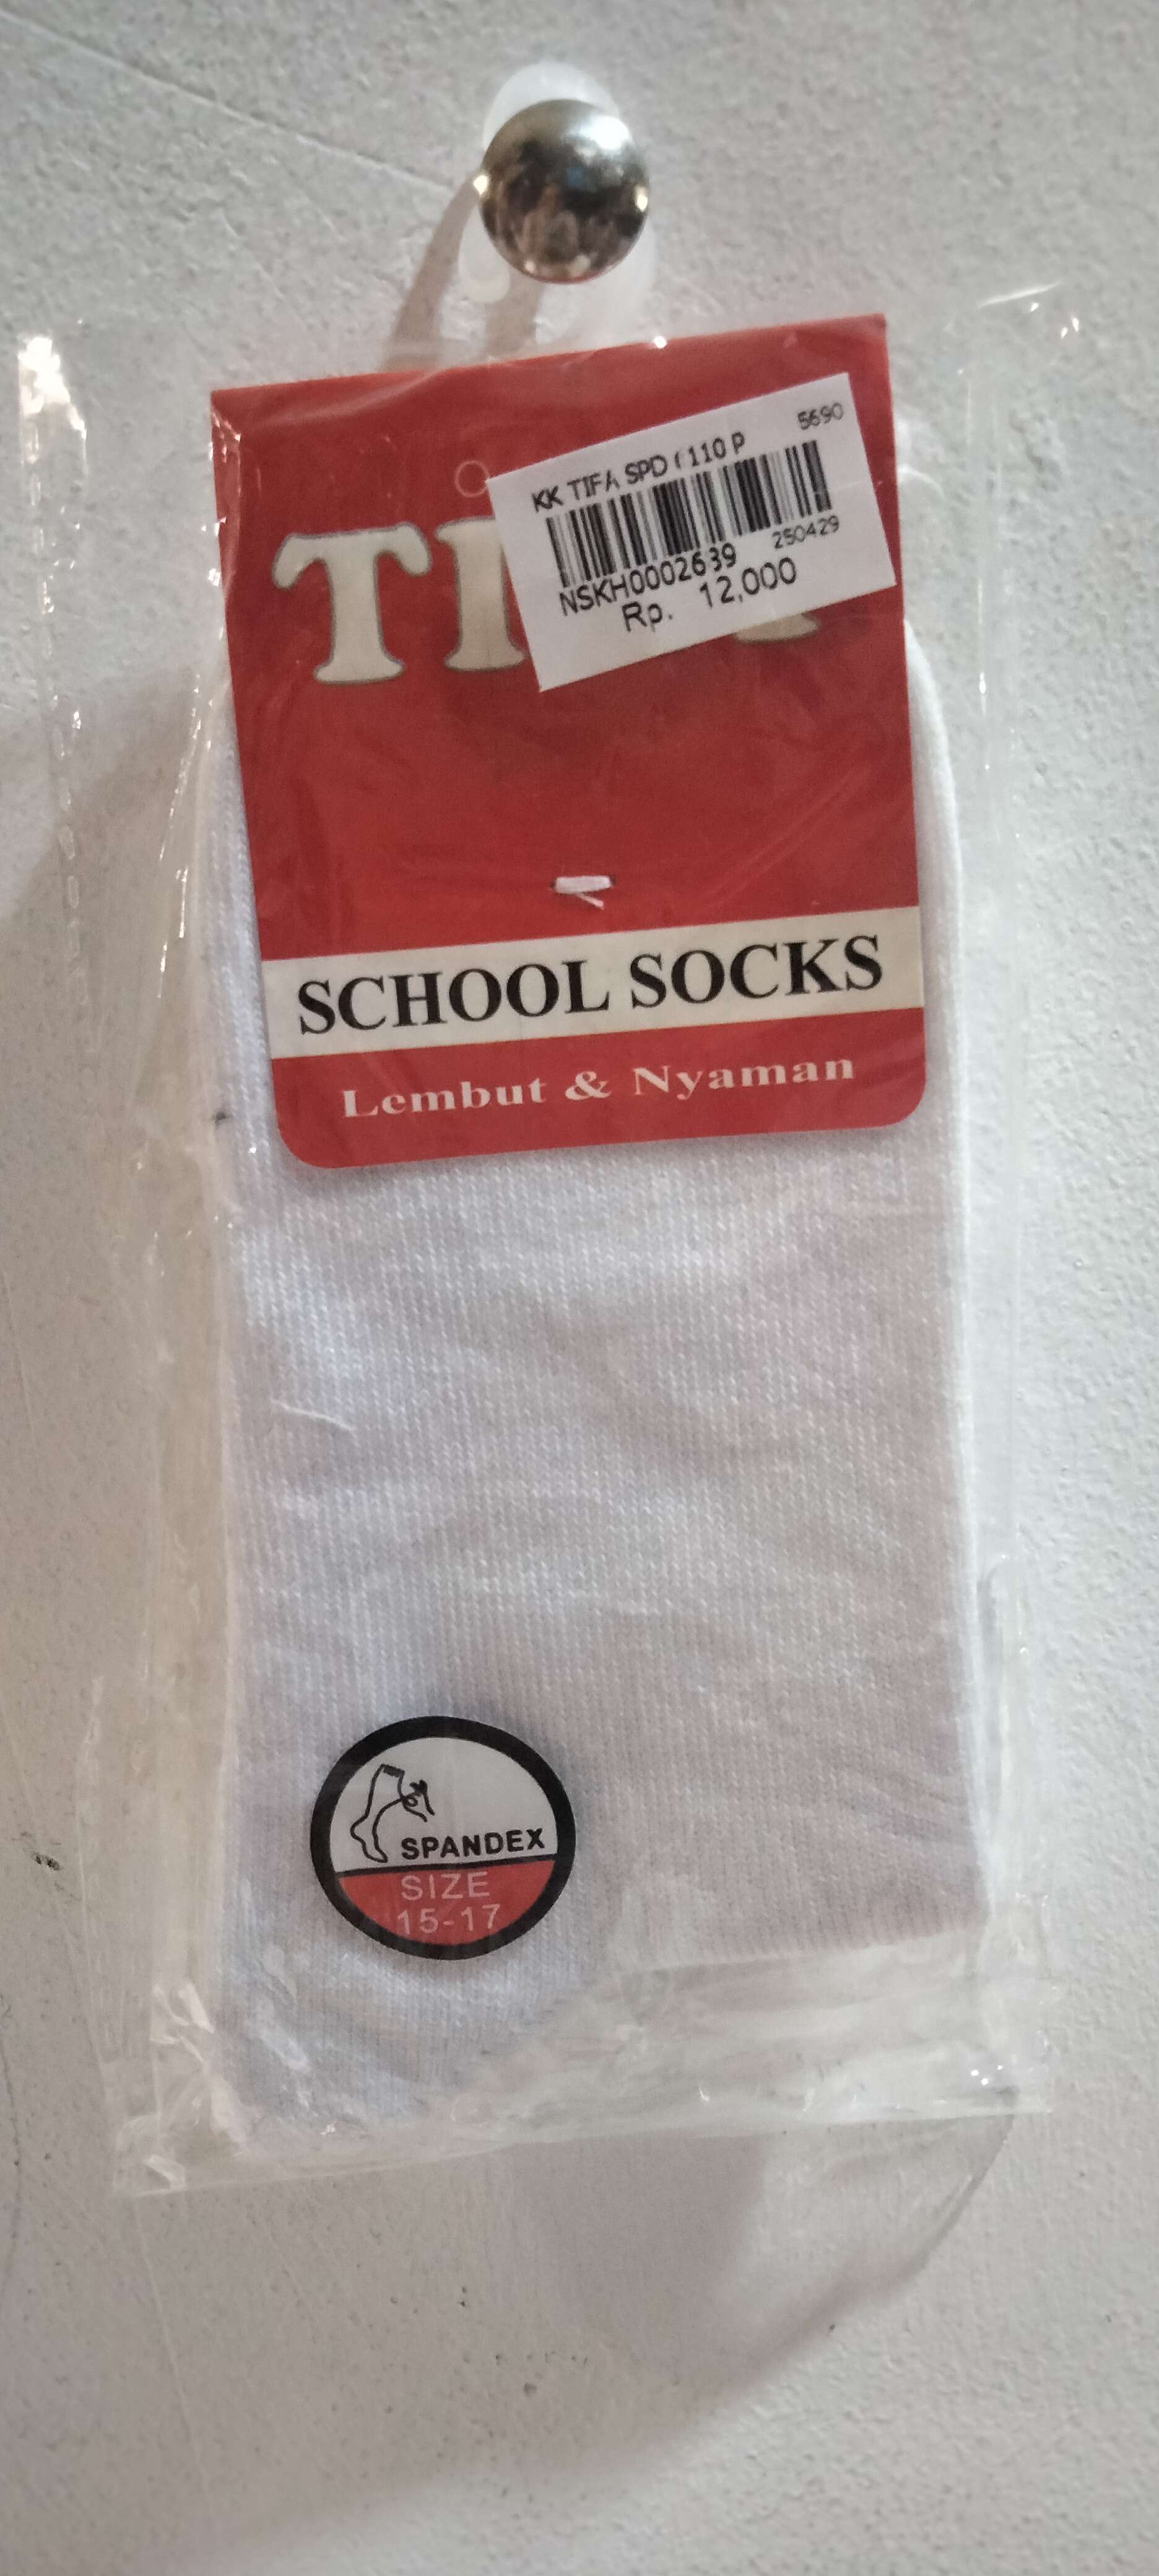 5690
KK TIFA SPD ( 110 P
250429
NSKH0002639
Rp. 12,000
SCHOOL SOCKS
Lembut & Nyaman
SPANDEX
SIZE
15-17